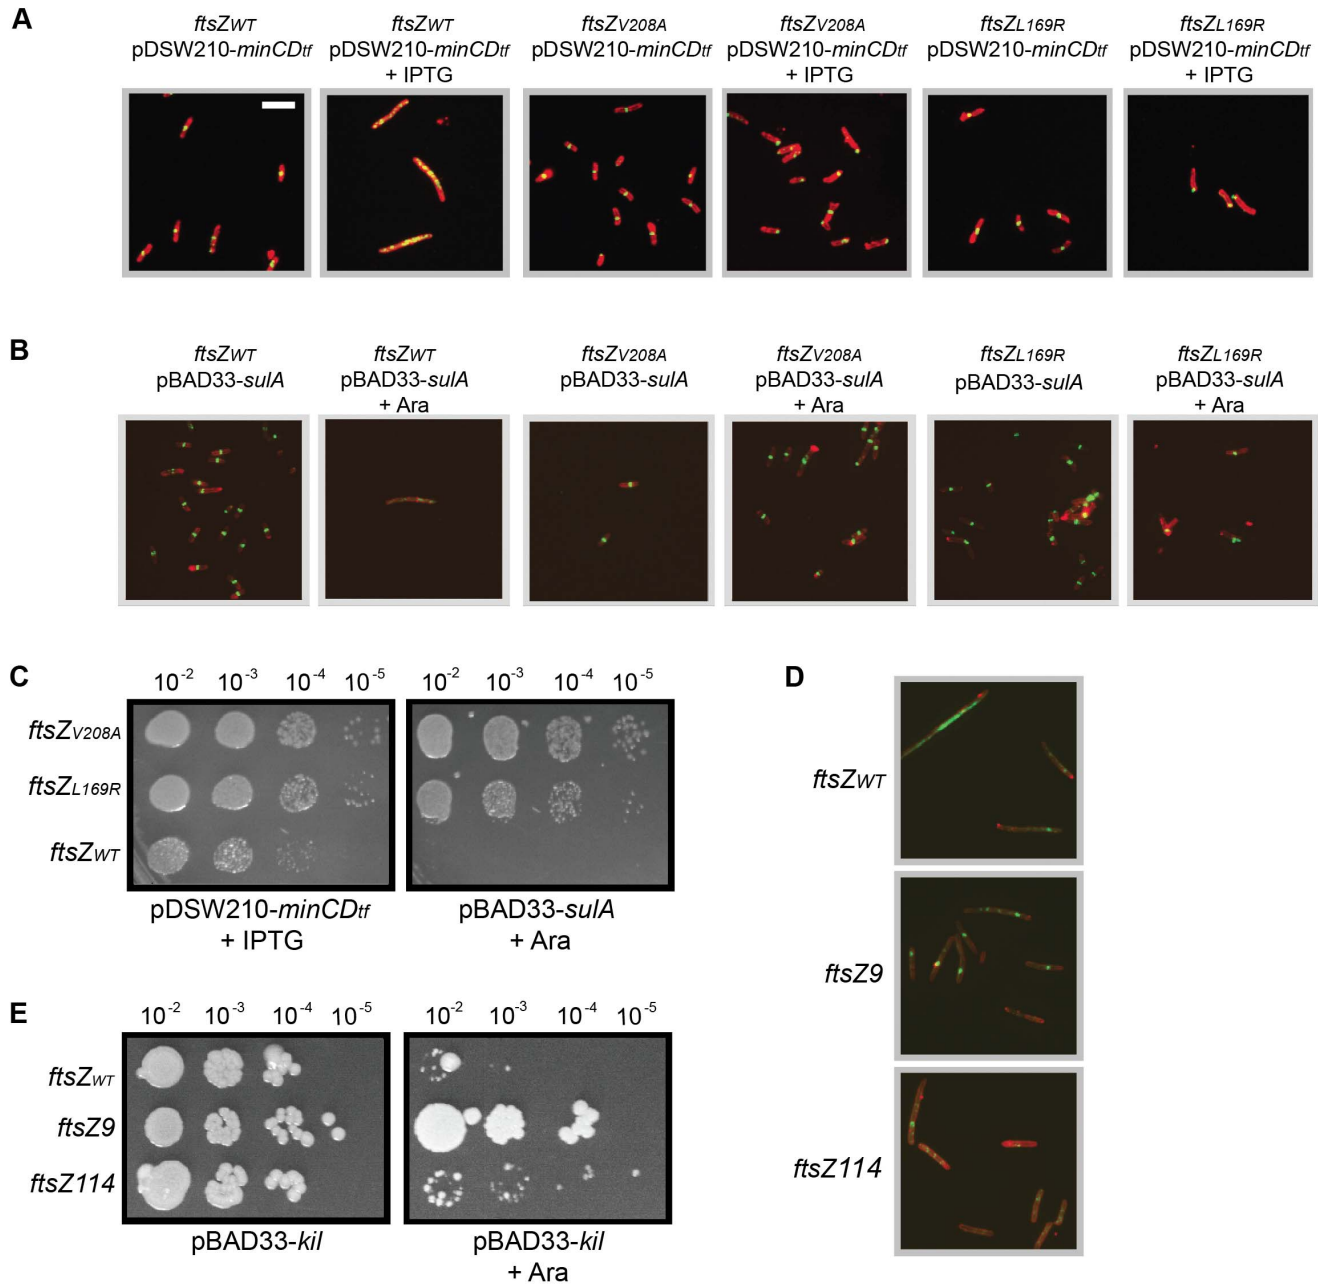 A
ftsZWT
pDSW210-minCDtf
ftsZWT
pDSW210-minCDtf
+ IPTG
ftsZV208A
pDSW210-minCDtf
ftsZV208A
pDSW210-minCDtf
+ IPTG
ftsZL169R
pDSW210-minCDtf
ftsZL169R
pDSW210-minCDtf
+ IPTG
B
ftsZWT
pBAD33-sulA
ftsZWT
pBAD33-sulA
+ Ara
ftsZV208A
pBAD33-sulA
ftsZV208A
pBAD33-sulA
+ Ara
ftsZL169R
pBAD33-sulA
ftsZL169R
pBAD33-sulA
+ Ara
C
10-2 10-3 10-4 10-5
10-2 10-3 10-4 10-5
ftsZV208A
ftsZL169R
ftsZWT
pDSW210-minCDtf
+ IPTG
pBAD33-sulA
+ Ara
D
ftsZWT
ftsZ9
ftsZ114
E
10-2 10-3 10-4 10-5
10-2 10-3 10-4 10-5
ftsZWT
ftsZ9
ftsZ114
pBAD33-kil
pBAD33-kil
+ Ara